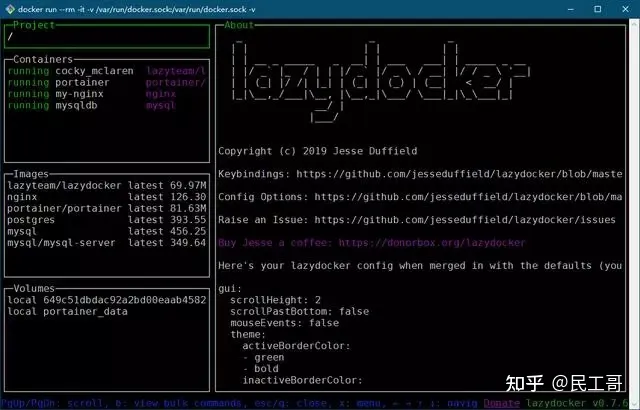 docker run --rm -it -v /var/run/docker.sock:/var/run/docker.sock -v
Project
/
Containers
running cocky_mclaren lazyteam/l
running portainer portainer/
running my-nginx nginx
running mysqldb mysql
Images
lazyteam/lazydocker latest 69.97M
nginx latest 126.30
portainer/portainer latest 81.63M
postgres latest 393.55
mysql latest 456.25
mysql/mysql-server latest 349.64
Volumes
local 649c51dbdac92a2bd00eaab4582
local portainer_data
About
lazydocker
Copyright (c) 2019 Jesse Duffield
Keybindings: https://github.com/jesseduffield/lazydocker/blob/maste
Config Options: https://github.com/jesseduffield/lazydocker/blob/ma
Raise an Issue: https://github.com/jesseduffield/lazydocker/issues
Buy Jesse a coffee: https://donorbox.org/lazydocker
Here's your lazydocker config when merged in with the defaults (you
gui:
scrollHeight: 2
scrollPastBottom: false
mouseEvents: false
theme:
activeBorderColor:
- green
- bold
inactiveBorderColor:
知乎 @民工哥
PgUp/PgDn: scroll, b: view bulk commands, esc/q: close, x: menu, ← → ↑ ↓: navig Donate lazydocker v0.7.6